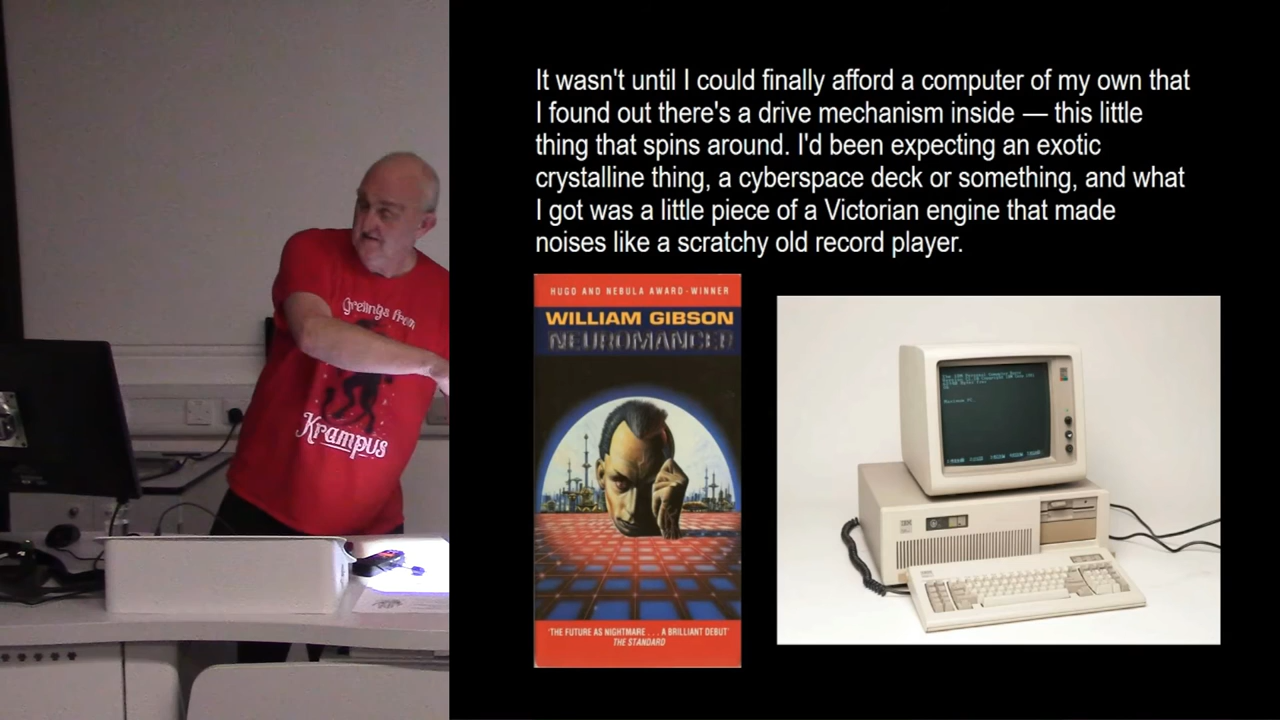 It wasn't until I could finally afford a computer of my own that
I found out there's a drive mechanism inside — this little
thing that spins around. I'd been expecting an exotic
crystalline thing, a cyberspace deck or something, and what
I got was a little piece of a Victorian engine that made
noises like a scratchy old record player.
HUGO AND NEBULA AWARD-WINNER
WILLIAM GIBSON
NEUROMANCER
'THE FUTURE AS NIGHTMARE . . . A BRILLIANT DEBUT'
THE STANDARD
Greetings from
Krampus
IBM